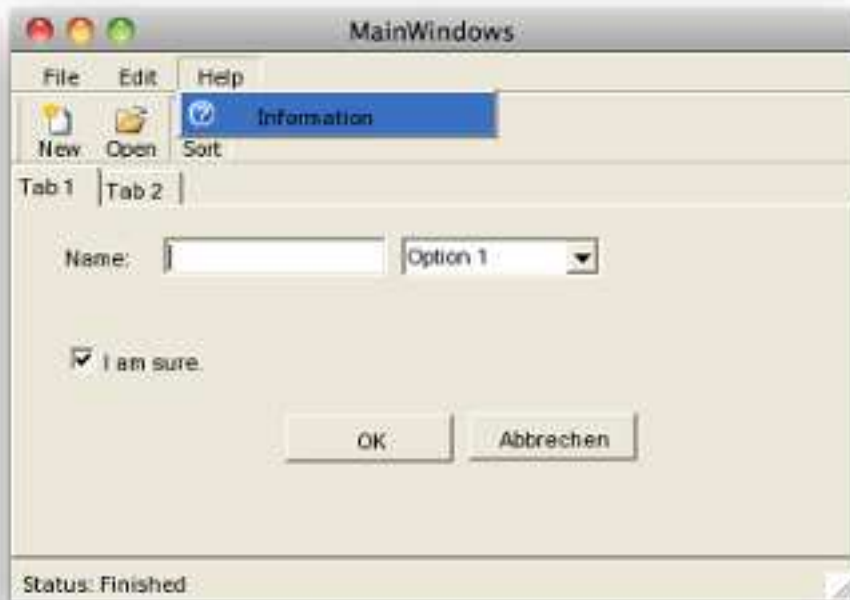 MainWindows
File Edit Help
Information
New Open Sort
Tab 1 Tab 2
Name: Option 1
I am sure.
OK Abbrechen
Status: Finished